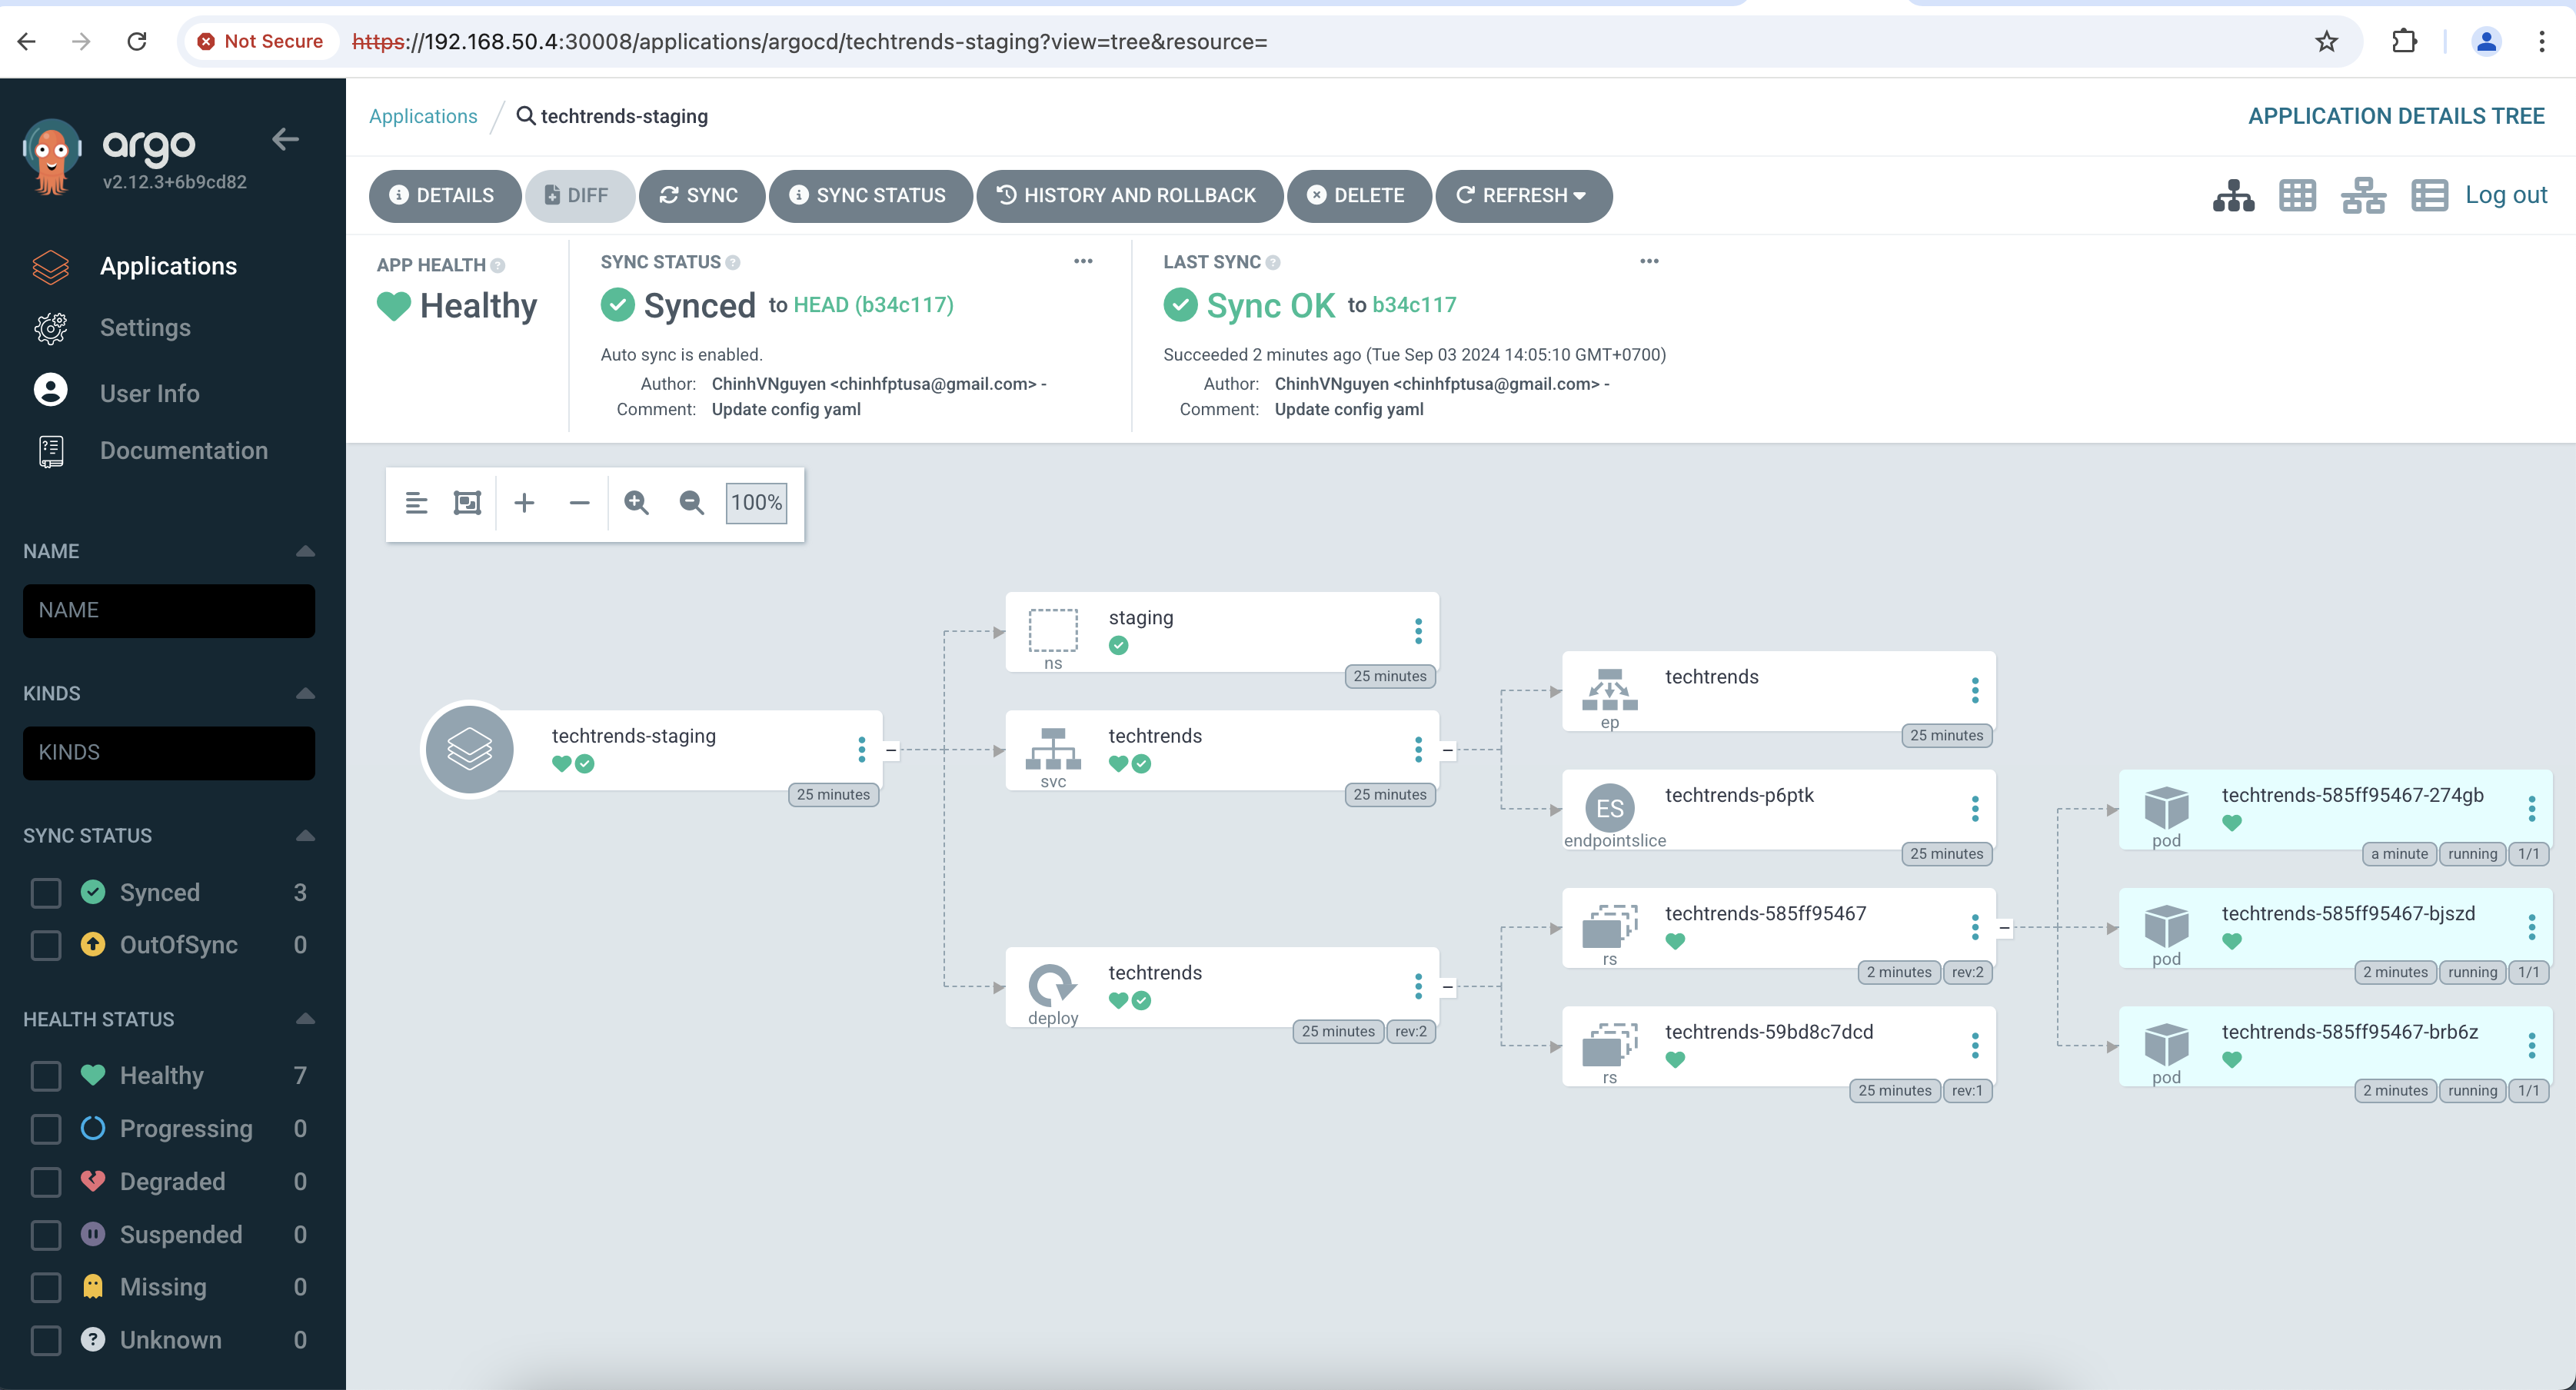 Not Secure https://192.168.50.4:30008/applications/argocd/techtrends-staging?view=tree&resource=
argo
v2.12.3+6b9cd82
Applications
Settings
User Info
Documentation
NAME
NAME
KINDS
KINDS
SYNC STATUS
Synced 3
OutOfSync 0
HEALTH STATUS
Healthy 7
Progressing 0
Degraded 0
Suspended 0
Missing 0
Unknown 0
Applications / techtrends-staging
APPLICATION DETAILS TREE
DETAILS DIFF SYNC SYNC STATUS HISTORY AND ROLLBACK DELETE REFRESH
Log out
APP HEALTH
Healthy
SYNC STATUS
Synced to HEAD (b34c117)
Auto sync is enabled.
Author: ChinhVNguyen <chinhfptusa@gmail.com> -
Comment: Update config yaml
LAST SYNC
Sync OK to b34c117
Succeeded 2 minutes ago (Tue Sep 03 2024 14:05:10 GMT+0700)
Author: ChinhVNguyen <chinhfptusa@gmail.com> -
Comment: Update config yaml
100%
techtrends-staging
25 minutes
staging
ns
25 minutes
techtrends
svc
25 minutes
techtrends
deploy
25 minutes rev:2
techtrends
ep
25 minutes
ES
techtrends-p6ptk
endpointslice
25 minutes
techtrends-585ff95467
rs
2 minutes rev:2
techtrends-59bd8c7dcd
rs
25 minutes rev:1
techtrends-585ff95467-274gb
pod
a minute running 1/1
techtrends-585ff95467-bjszd
pod
2 minutes running 1/1
techtrends-585ff95467-brb6z
pod
2 minutes running 1/1